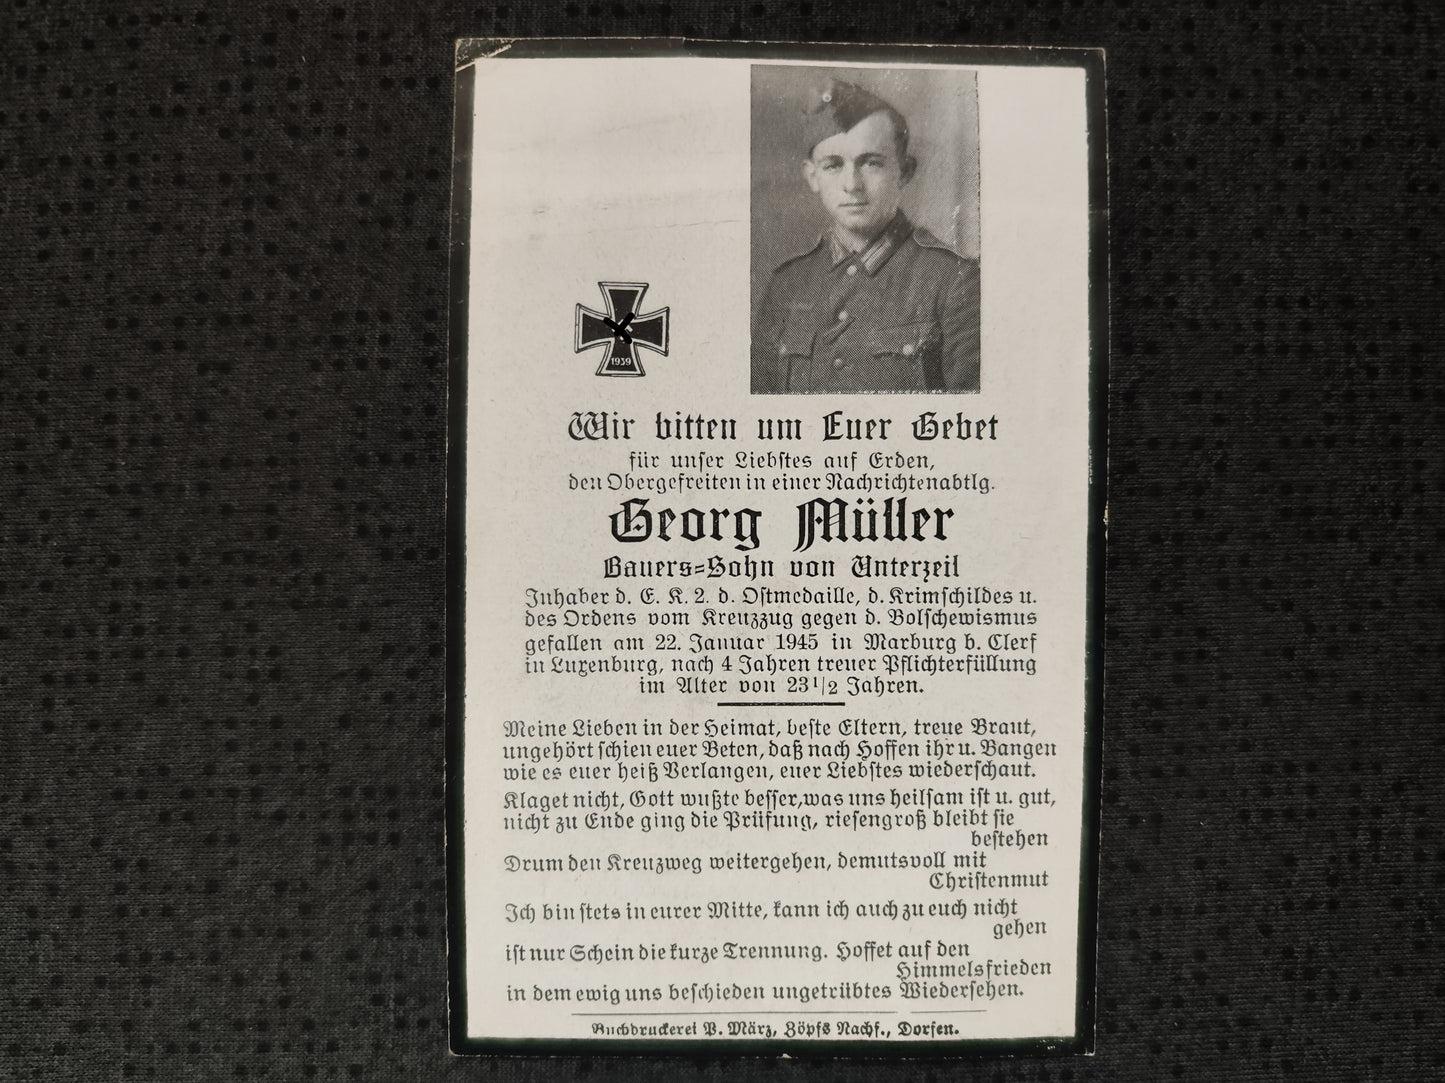 1939
Wir bitten um Euer Gebet
für unser Liebstes auf Erden,
den Obergefreiten in einer Nachrichtenabtlg.
Georg Müller
Bauers=Sohn von Unterzeil
Inhaber d. E. K. 2. d. Ostmedaille, d. Krimschildes u.
des Ordens vom Kreuzzug gegen d. Bolschewismus
gefallen am 22. Januar 1945 in Marburg b. Clerf
in Luxenburg, nach 4 Jahren treuer Pflichterfüllung
im Alter von 23 1/2 Jahren.
Meine Lieben in der Heimat, beste Eltern, treue Braut,
ungehört schien euer Beten, daß nach Hoffen ihr u. Bangen
wie es euer heiß Verlangen, euer Liebstes wiederschaut.
Klaget nicht, Gott wußte besser, was uns heilsam ist u. gut,
nicht zu Ende ging die Prüfung, riesengroß bleibt sie
bestehen
Drum den Kreuzweg weitergehen, demutsvoll mit
Christenmut
Ich bin stets in eurer Mitte, kann ich auch zu euch nicht
gehen
ist nur Schein die kurze Trennung. Hoffet auf den
Himmelsfrieden
in dem ewig uns beschieden ungetrübtes Wiedersehen.
Buchdruckerei P. März, Zöpfs Nachf., Dorfen.